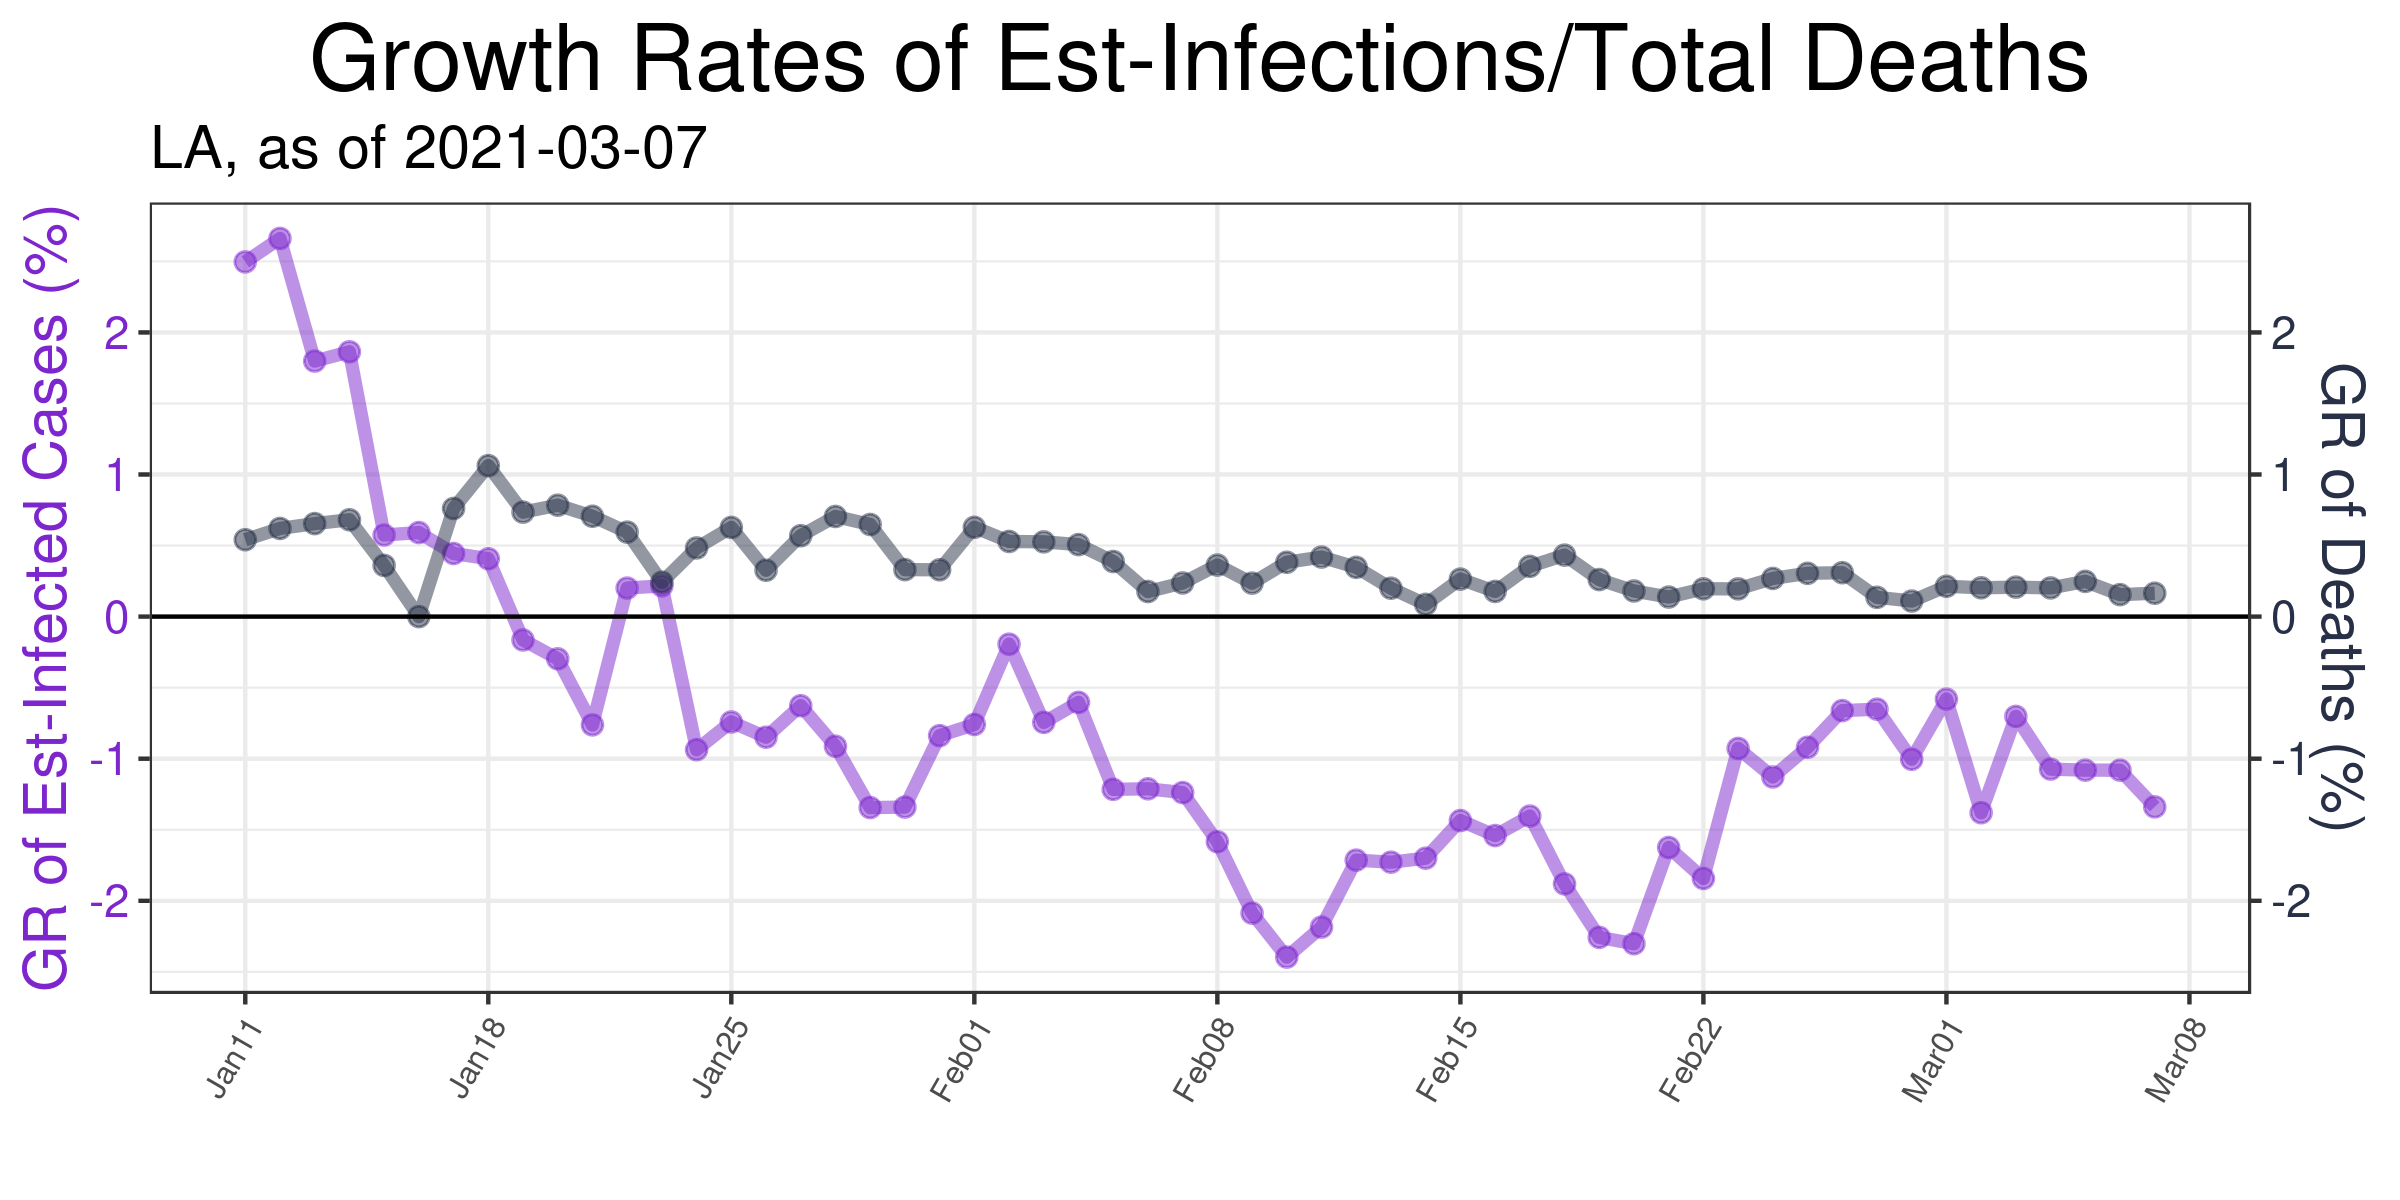 Growth Rates of Est-Infections/Total Deaths
LA, as of 2021-03-07
GR of Est-Infected Cases (%)
2
1
0
-1
-2
2
1
0
-1
-2
GR of Deaths (%)
Jan11
Jan18
Jan25
Feb01
Feb08
Feb15
Feb22
Mar01
Mar08